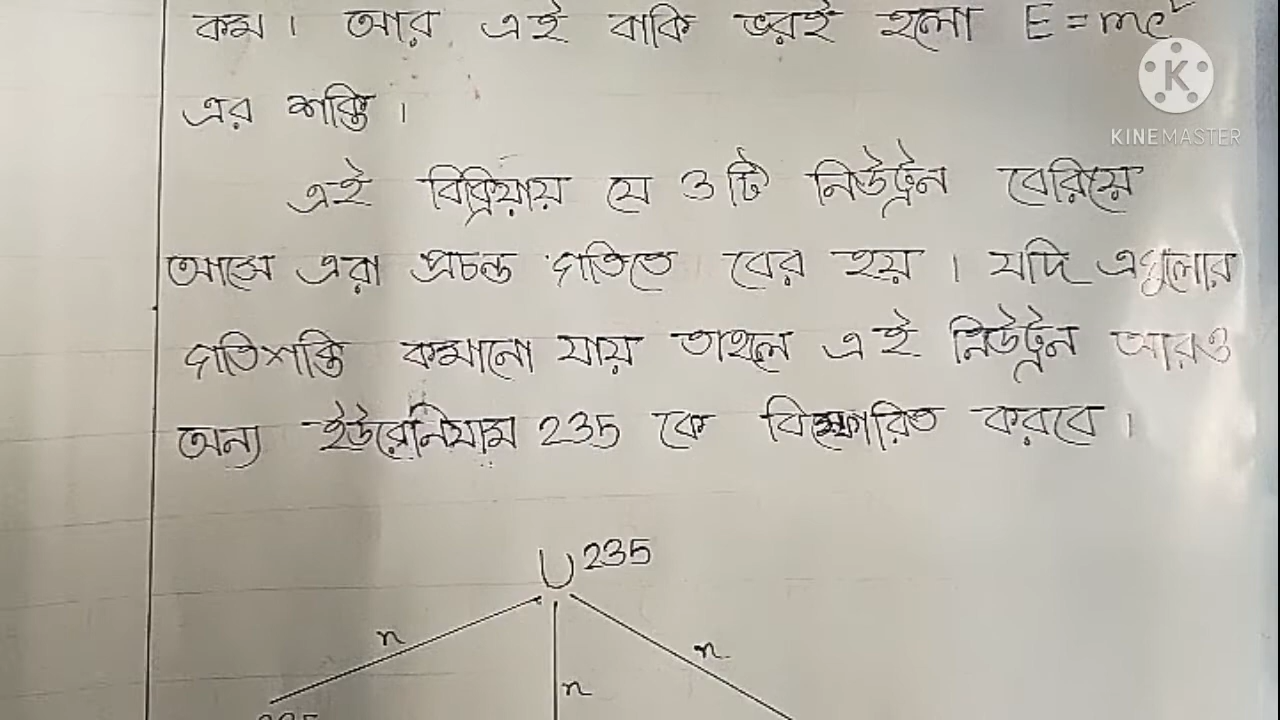 কম। আর এই বাকি ভরই হলো E=mc²
এর শক্তি।
এই বিক্রিয়ায় যে ৩টি নিউট্রন বেরিয়ে
আসে এরা প্রচন্ড গতিতে বের হয়। যদি এগুলোর
গতিশক্তি কমানো যায় তাহলে এই নিউট্রন আরও
অন্য ইউরেনিয়াম 235 কে বিস্ফোরিত করবে।
U²³⁵
n
n
n
K
KINEMASTER